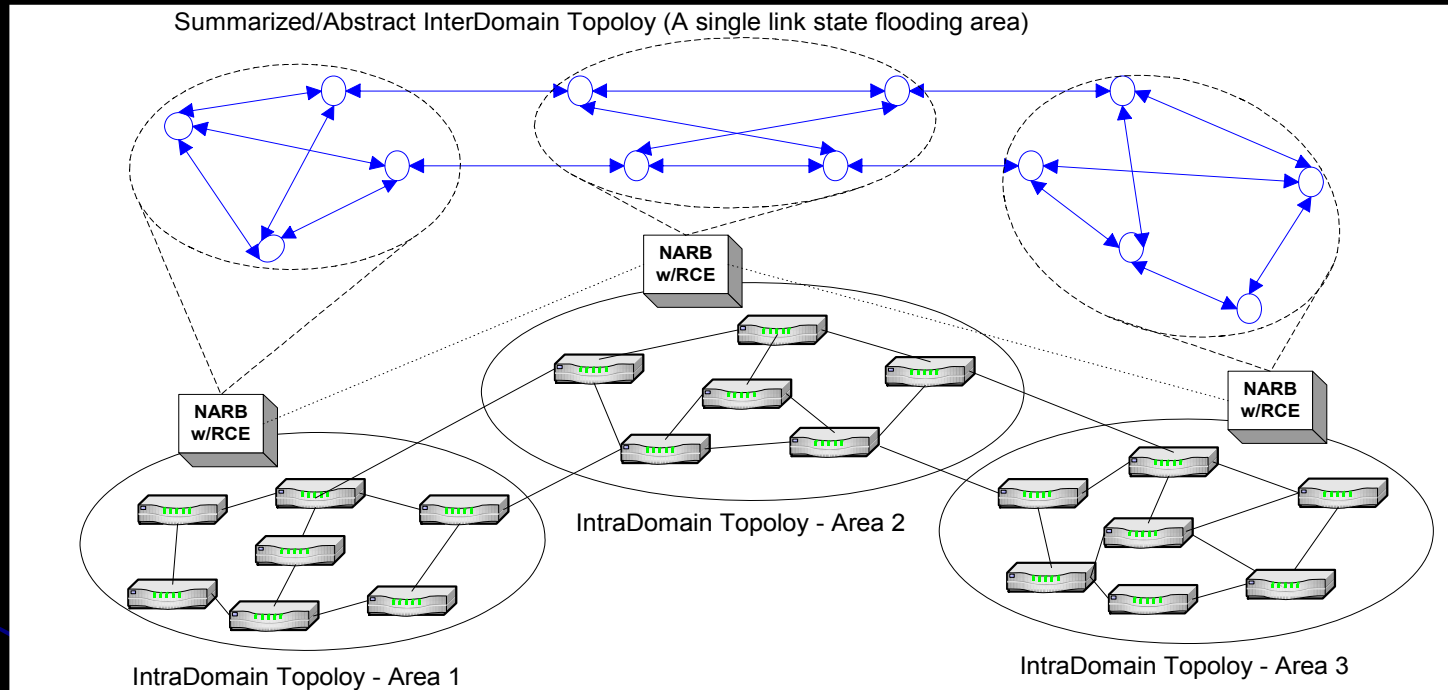 Summarized/Abstract InterDomain Topoloy (A single link state flooding area)
NARB
w/RCE
NARB
w/RCE
NARB
w/RCE
IntraDomain Topoloy - Area 2
IntraDomain Topoloy - Area 1
IntraDomain Topoloy - Area 3